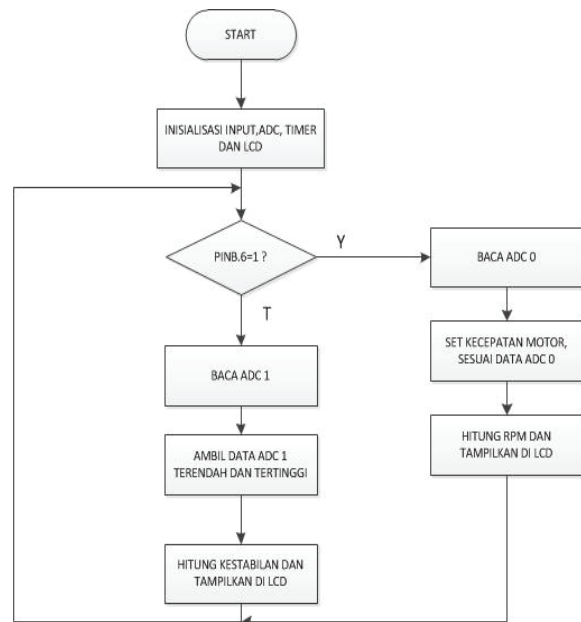 START
INISIALISASI INPUT,ADC, TIMER
DAN LCD
PINB.6=1 ?
Y
T
BACA ADC 0
SET KECEPATAN MOTOR,
SESUAI DATA ADC 0
HITUNG RPM DAN
TAMPILKAN DI LCD
BACA ADC 1
AMBIL DATA ADC 1
TERENDAH DAN TERTINGGI
HITUNG KESTABILAN DAN
TAMPILKAN DI LCD